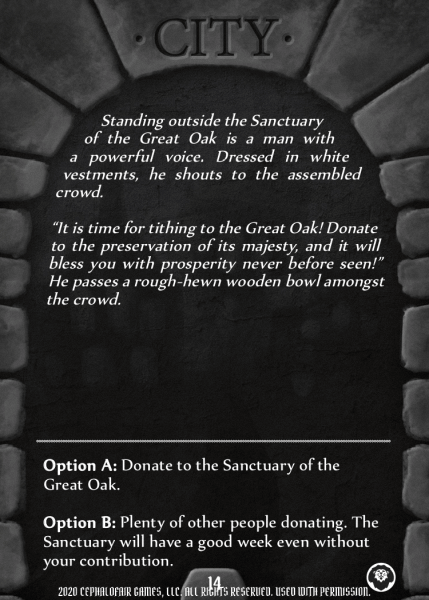 ·CITY·
Standing outside the Sanctuary
of the Great Oak is a man with
a powerful voice. Dressed in white
vestments, he shouts to the assembled
crowd.
“It is time for tithing to the Great Oak! Donate
to the preservation of its majesty, and it will
bless you with prosperity never before seen!”
He passes a rough-hewn wooden bowl amongst
the crowd.
Option A: Donate to the Sanctuary of the
Great Oak.
Option B: Plenty of other people donating. The
Sanctuary will have a good week even without
your contribution.
14
2020 CEPHALOFAIR GAMES, LLC. ALL RIGHTS RESERVED. USED WITH PERMISSION.